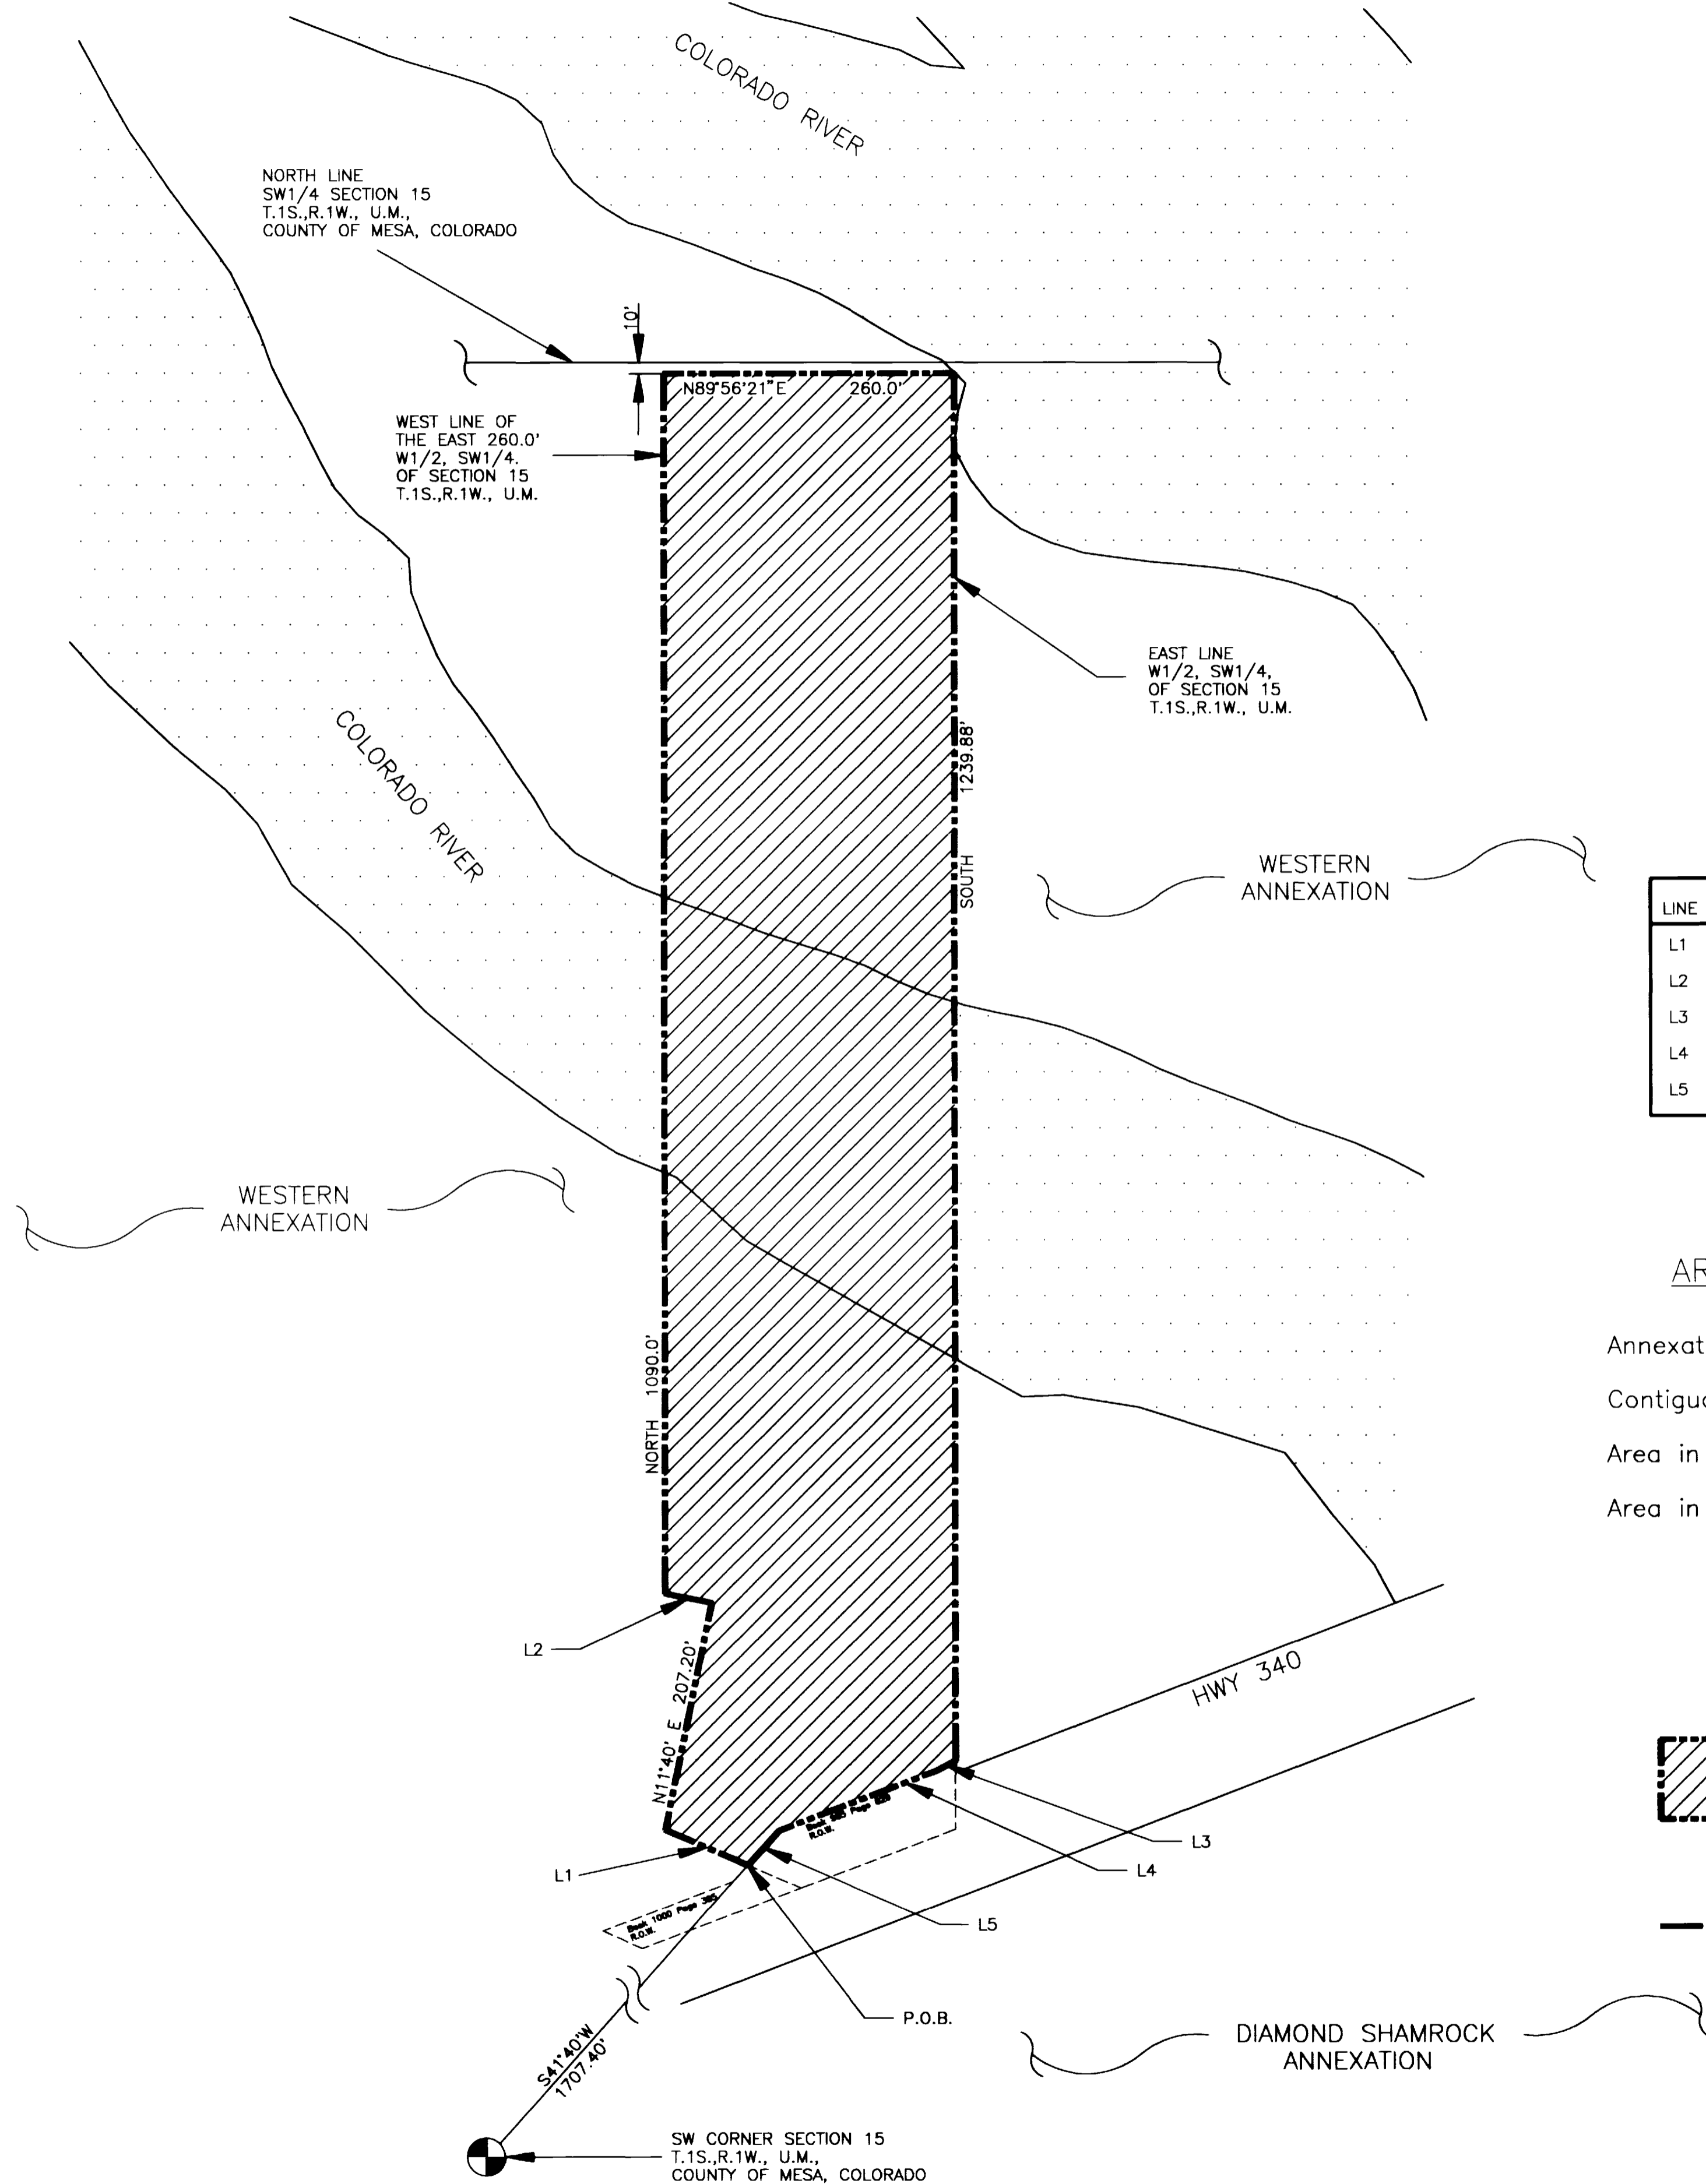 COLORADO RIVER
NORTH LINE
SW1/4 SECTION 15
T.1S.,R.1W., U.M.,
COUNTY OF MESA, COLORADO
10'
N89°56'21"E 260.0'
WEST LINE OF
THE EAST 260.0'
W1/2, SW1/4.
OF SECTION 15
T.1S.,R.1W., U.M.
EAST LINE
W1/2, SW1/4,
OF SECTION 15
T.1S.,R.1W., U.M.
COLORADO RIVER
SOUTH 1239.88'
WESTERN
ANNEXATION
LINE
L1
L2
L3
L4
L5
WESTERN
ANNEXATION
AR
Annexat
Contiguo
Area in
Area in
NORTH 1090.0'
L2
N11°40' E 207.20'
HWY 340
Page
R.O.W.
L3
L4
L1
L5
Book 1000 Page
R.O.W.
P.O.B.
S41°40'W
1707.40'
DIAMOND SHAMROCK
ANNEXATION
SW CORNER SECTION 15
T.1S.,R.1W., U.M.,
COUNTY OF MESA, COLORADO